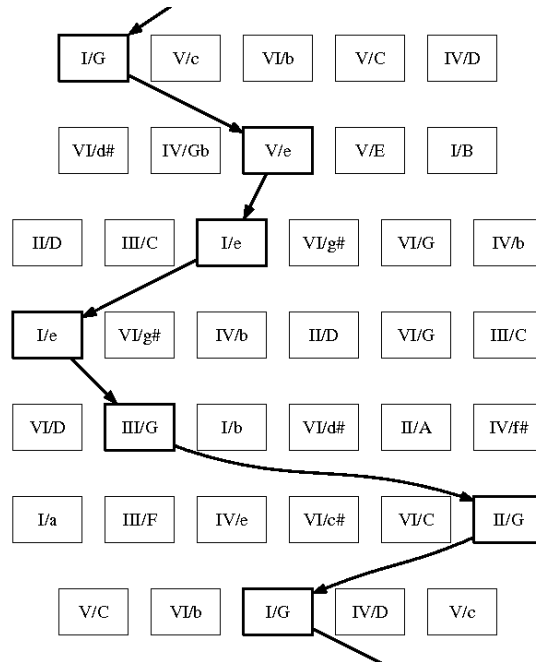 I/G V/c VI/b V/C IV/D
VI/d# IV/Gb V/e V/E I/B
II/D III/C I/e VI/g# VI/G IV/b
I/e VI/g# IV/b II/D VI/G III/C
VI/D III/G I/b VI/d# II/A IV/f#
I/a III/F IV/e VI/c# VI/C II/G
V/C VI/b I/G IV/D V/c